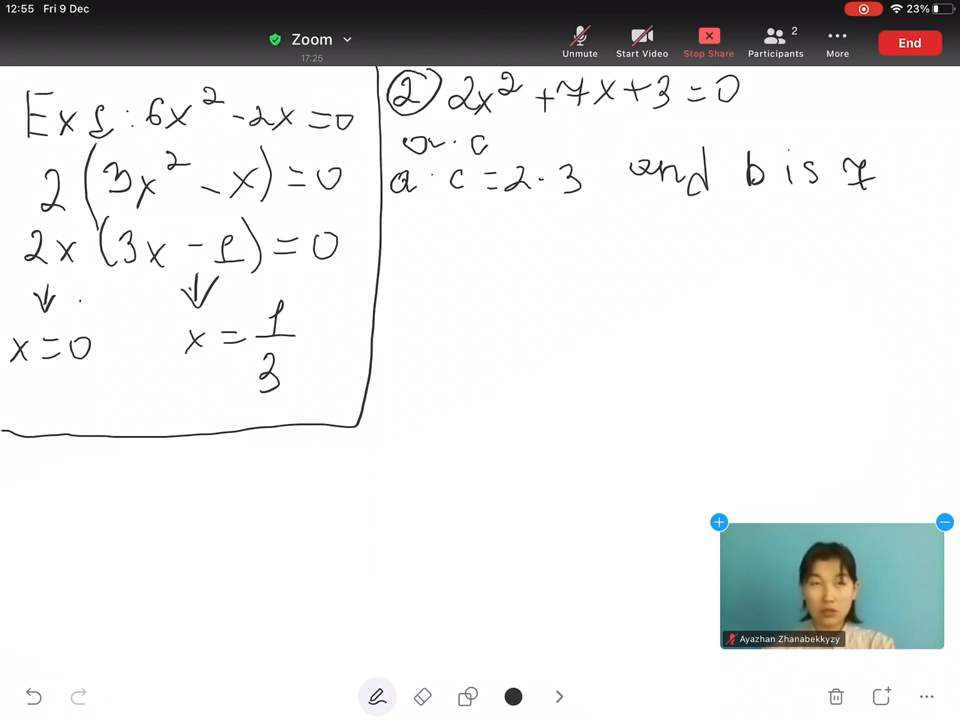 12:55 Fri 9 Dec
23%
Zoom
17:25
Unmute
Start Video
Stop Share
Participants
2
More
End
Ex 1: 6x² - 2x = 0
2(3x² - x) = 0
2x(3x - 1) = 0
x = 0
x = 1/3
② 2x² + 7x + 3 = 0
a · c
a · c = 2 · 3 and b is 7
Ayazhan Zhanabekkyzy